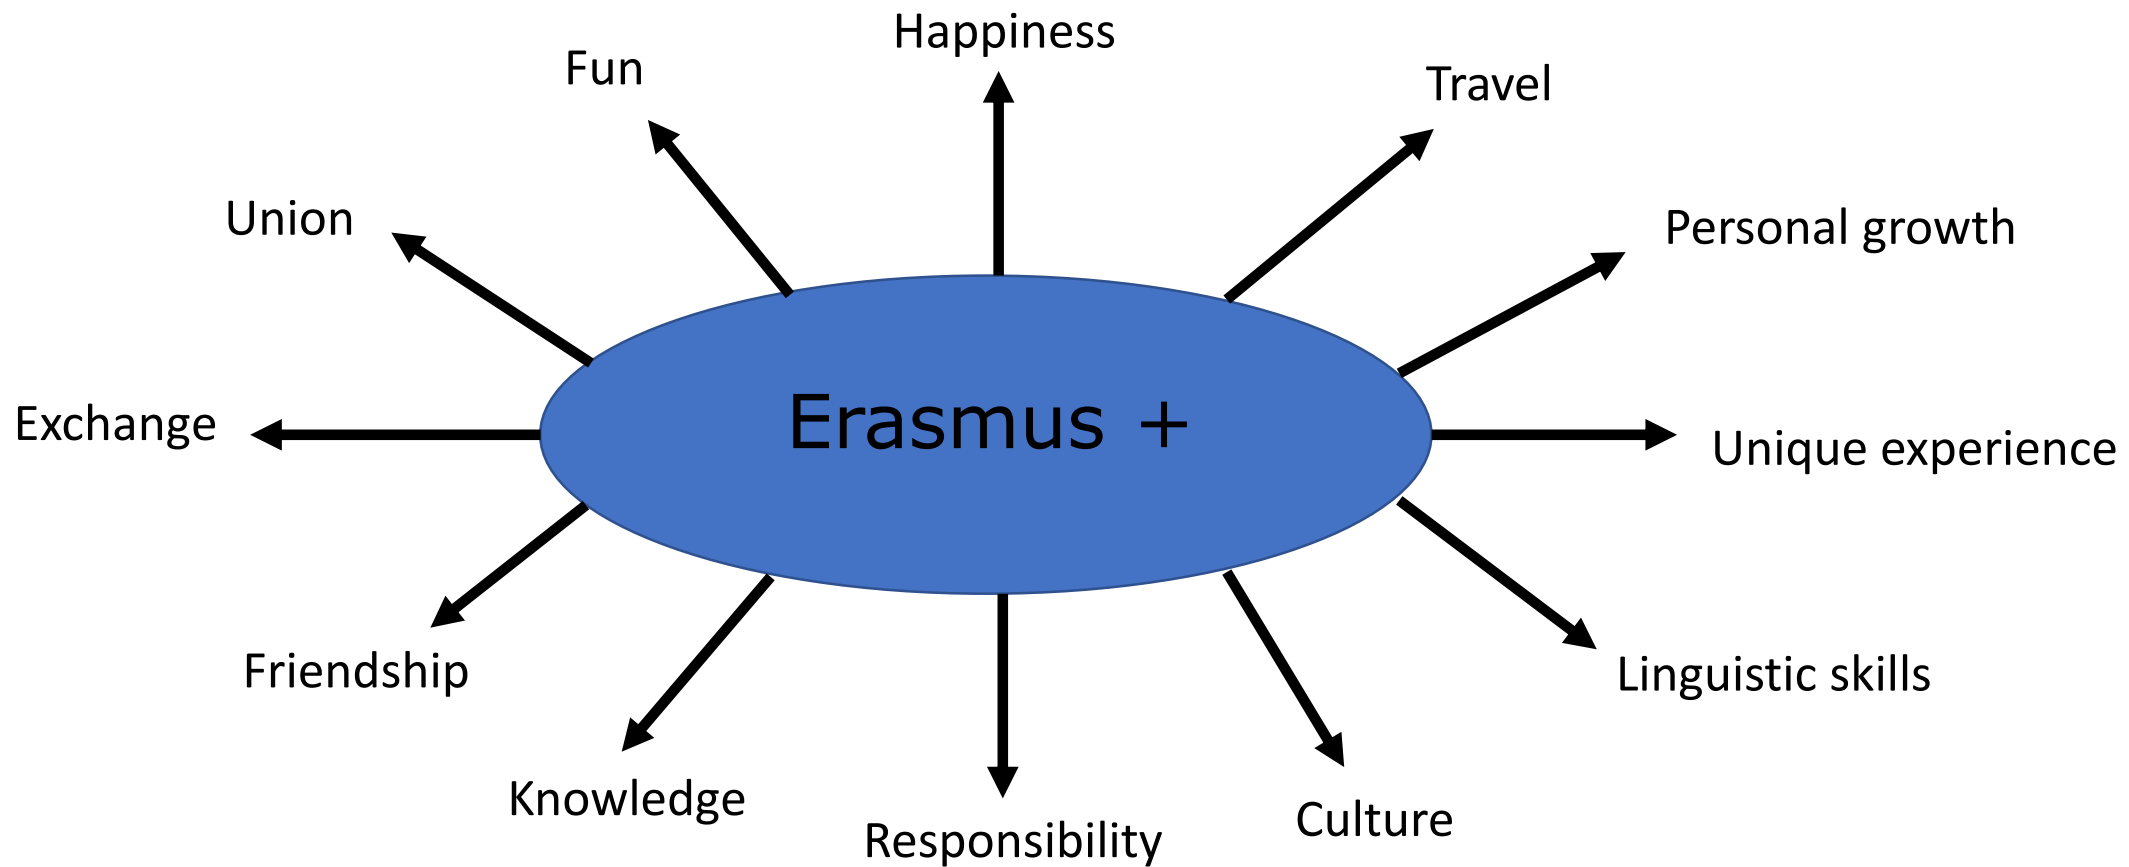 Happiness
Fun
Travel
Union
Personal growth
Exchange
Erasmus +
Unique experience
Friendship
Linguistic skills
Knowledge
Responsibility
Culture